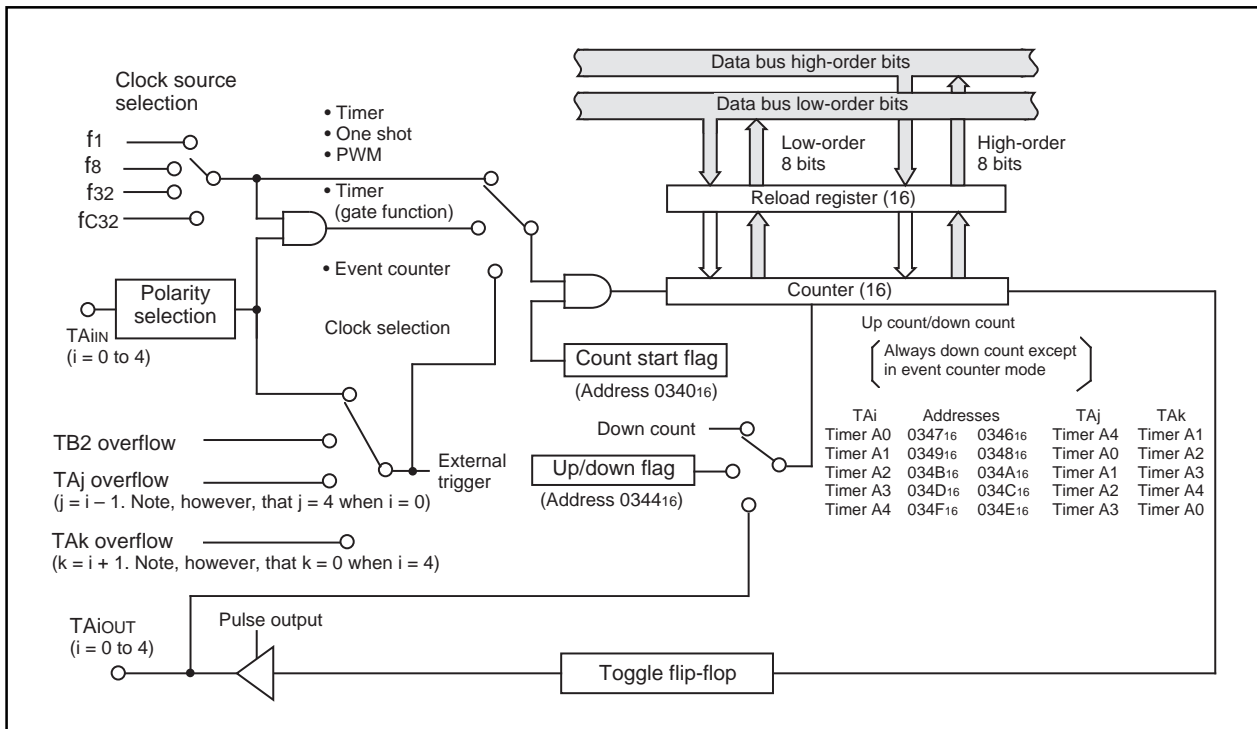 Data bus high-order bits
Data bus low-order bits
Low-order
8 bits
High-order
8 bits
Clock source
selection
f1
f8
f32
fC32
• Timer
• One shot
• PWM
• Timer
(gate function)
• Event counter
Reload register (16)
Counter (16)
Polarity
selection
TAiIN
(i = 0 to 4)
Clock selection
Up count/down count
Always down count except
in event counter mode
Count start flag
(Address 034016)
TB2 overflow
TAj overflow
(j = i – 1. Note, however, that j = 4 when i = 0)
TAk overflow
(k = i + 1. Note, however, that k = 0 when i = 4)
External
trigger
Down count
Up/down flag
(Address 034416)
TAi Addresses TAj TAk
Timer A0 034716 034616 Timer A4 Timer A1
Timer A1 034916 034816 Timer A0 Timer A2
Timer A2 034B16 034A16 Timer A1 Timer A3
Timer A3 034D16 034C16 Timer A2 Timer A4
Timer A4 034F16 034E16 Timer A3 Timer A0
TAiOUT
(i = 0 to 4)
Pulse output
Toggle flip-flop